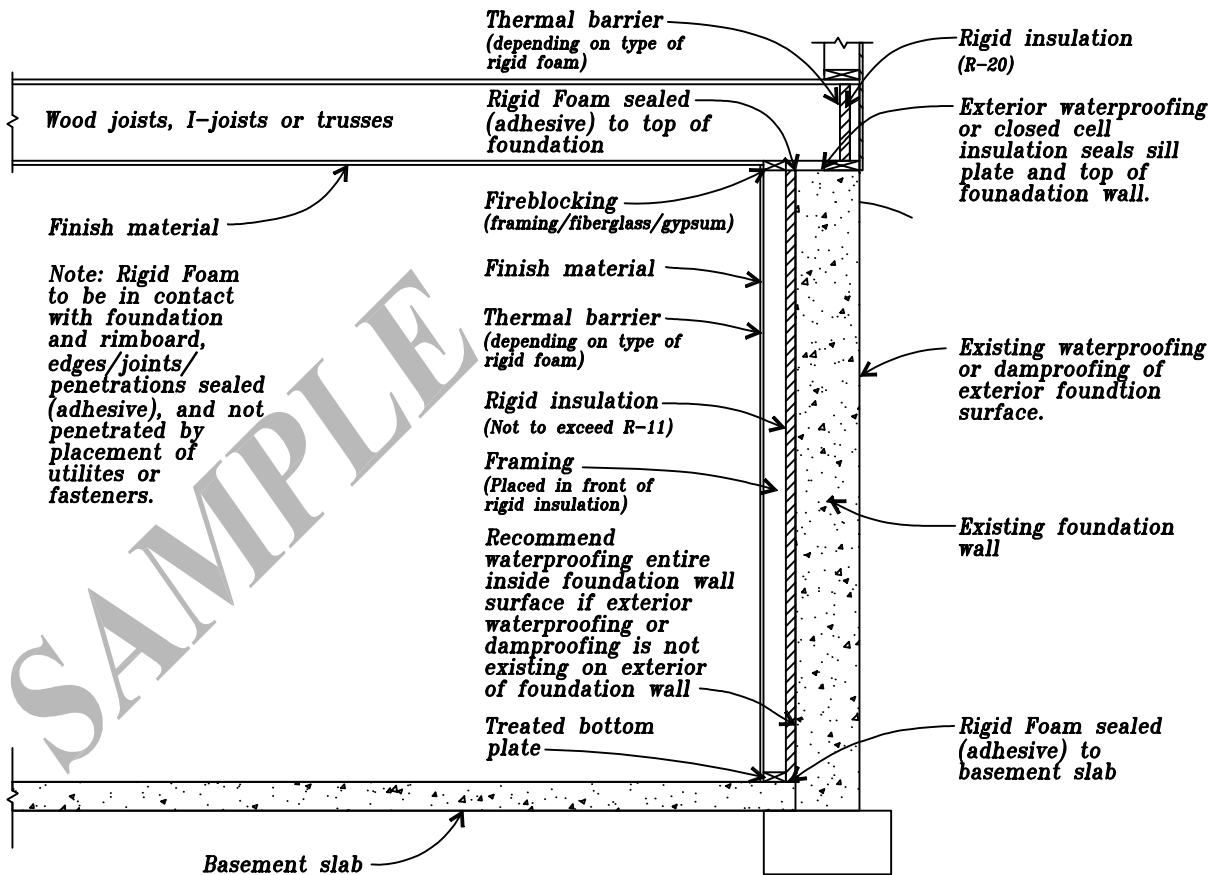 Thermal barrier
(depending on type of
rigid foam)
Rigid insulation
(R-20)
Wood joists, I-joists or trusses
Rigid Foam sealed
(adhesive) to top of
foundation
Exterior waterproofing
or closed cell
insulation seals sill
plate and top of
founadation wall.
Finish material
Fireblocking
(framing/fiberglass/gypsum)
Note: Rigid Foam
to be in contact
with foundation
and rimboard,
edges/joints/
penetrations sealed
(adhesive), and not
penetrated by
placement of
utilites or
fasteners.
Finish material
Thermal barrier
(depending on type of
rigid foam)
Existing waterproofing
or damproofing of
exterior foundtion
surface.
Rigid insulation
(Not to exceed R-11)
Framing
(Placed in front of
rigid insulation)
Existing foundation
wall
Recommend
waterproofing entire
inside foundation wall
surface if exterior
waterproofing or
damproofing is not
existing on exterior
of foundation wall
Treated bottom
plate
Rigid Foam sealed
(adhesive) to
basement slab
Basement slab
SAMPLE